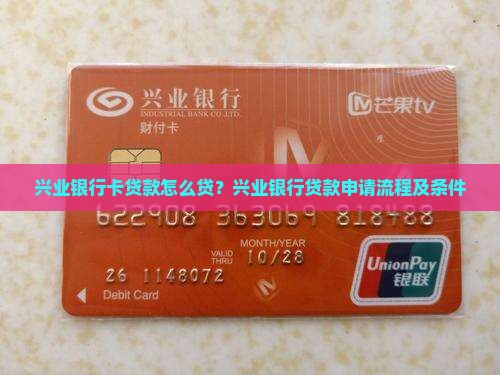 兴业银行
INDUSTRIAL BANK CO.,LTD.
芒果tv
财付卡
兴业银行卡贷款怎么贷？兴业银行贷款申请流程及条件
622908 363069 818488
MONTH/YEAR
VALID
THRU
10/28
26 1148072
Debit Card
UnionPay
银联